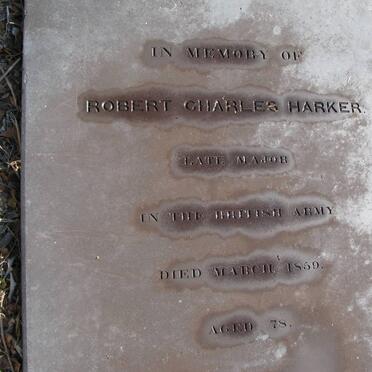 IN MEMORY OF
ROBERT CHARLES HARKER.
LATE MAJOR
IN THE BRITISH ARMY
DIED MARCH, 1859.
AGED 78.